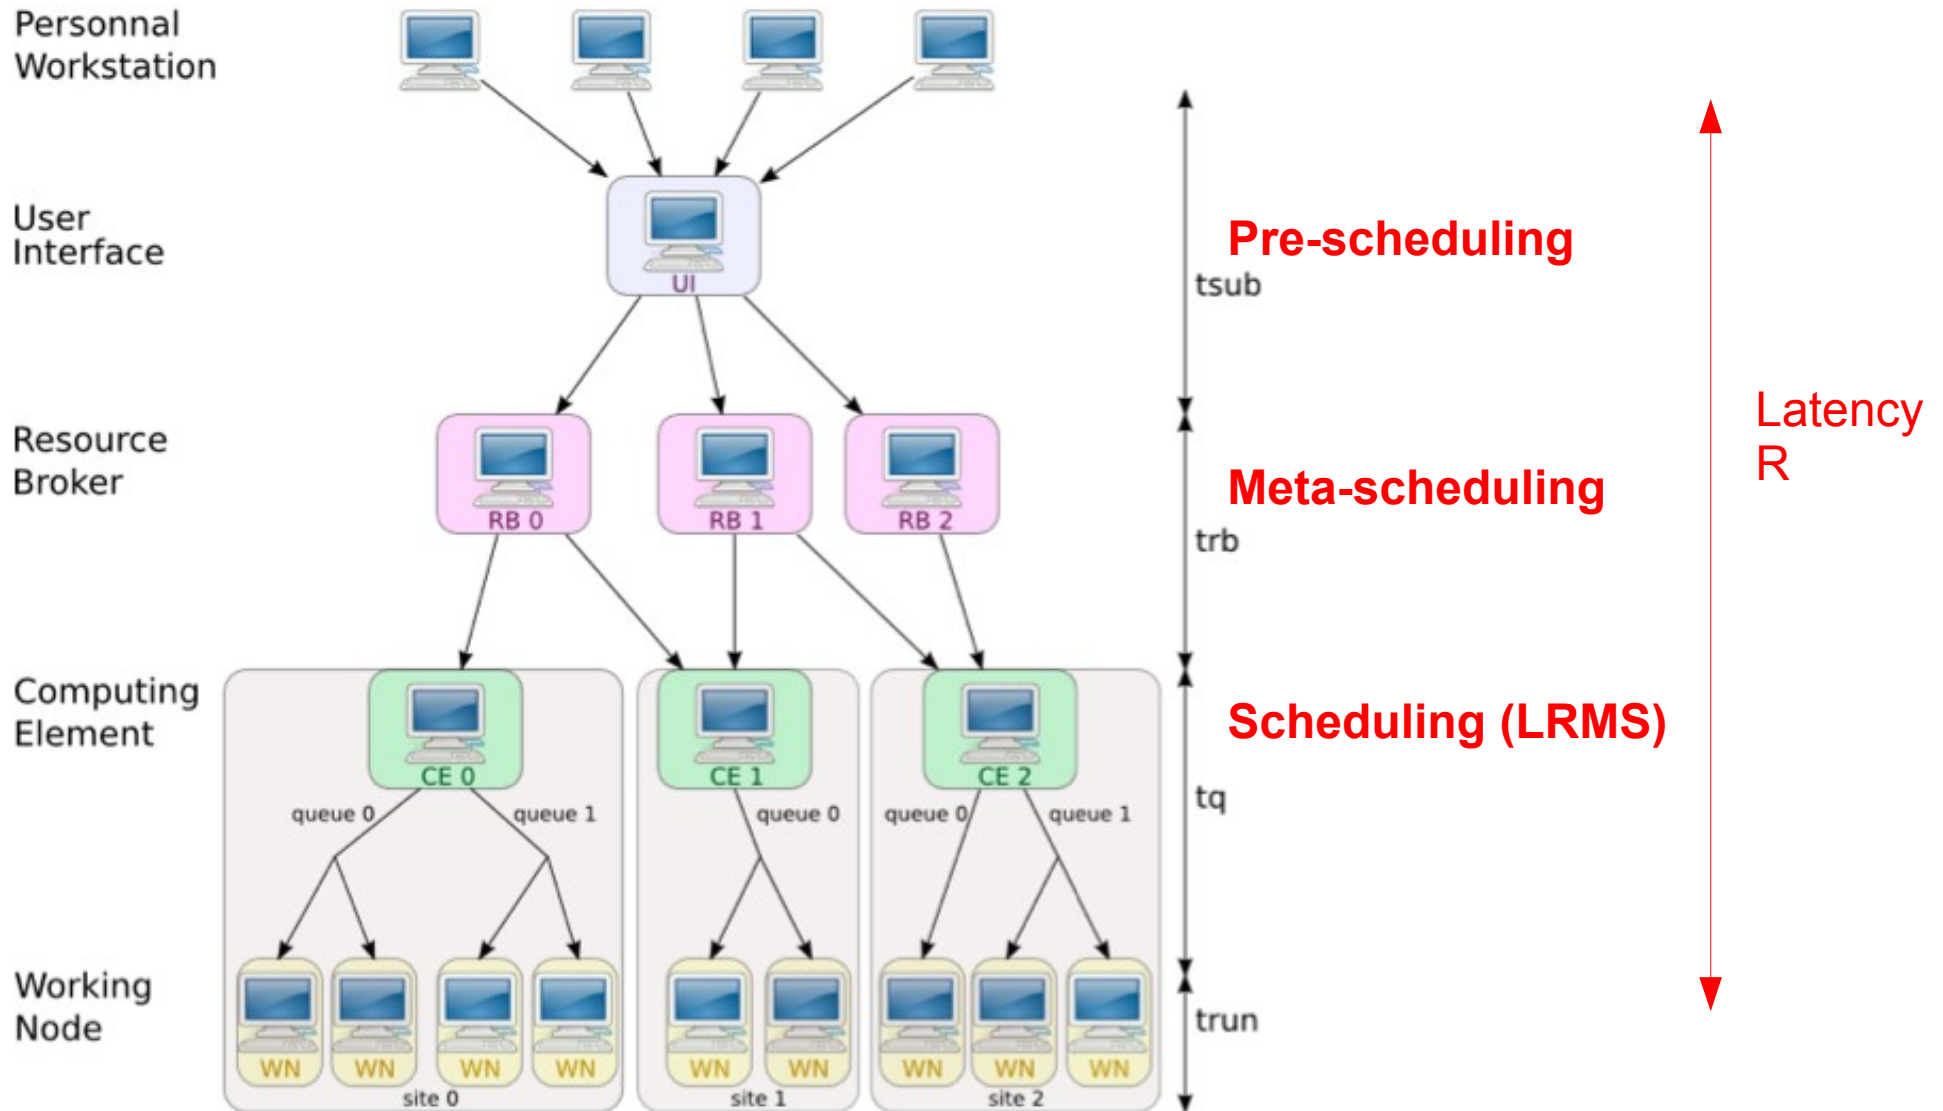 Personnal
Workstation
User
Interface
UI
Pre-scheduling
tsub
Resource
Broker
RB 0
RB 1
RB 2
Meta-scheduling
trb
Latency
R
Computing
Element
CE 0
CE 1
CE 2
Scheduling (LRMS)
tq
queue 0
queue 1
queue 0
queue 0
queue 1
Working
Node
WN
WN
WN
WN
WN
WN
WN
WN
WN
trun
site 0
site 1
site 2